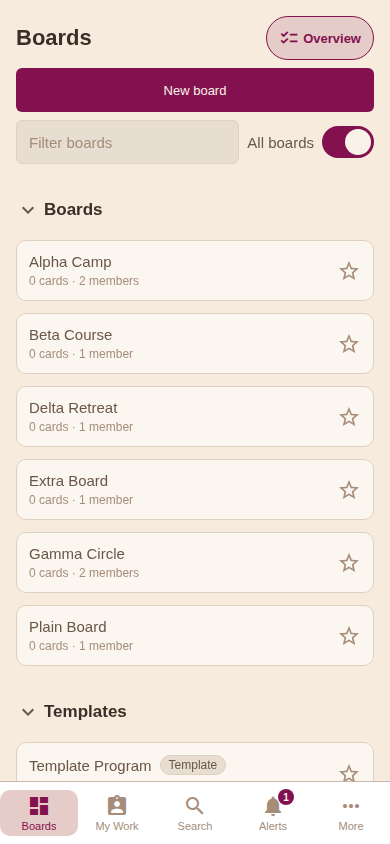 Boards
Overview
New board
Filter boards
All boards
Boards
Alpha Camp
0 cards · 2 members
Beta Course
0 cards · 1 member
Delta Retreat
0 cards · 1 member
Extra Board
0 cards · 1 member
Gamma Circle
0 cards · 2 members
Plain Board
0 cards · 1 member
Templates
Template Program Template
1
Boards My Work Search Alerts More